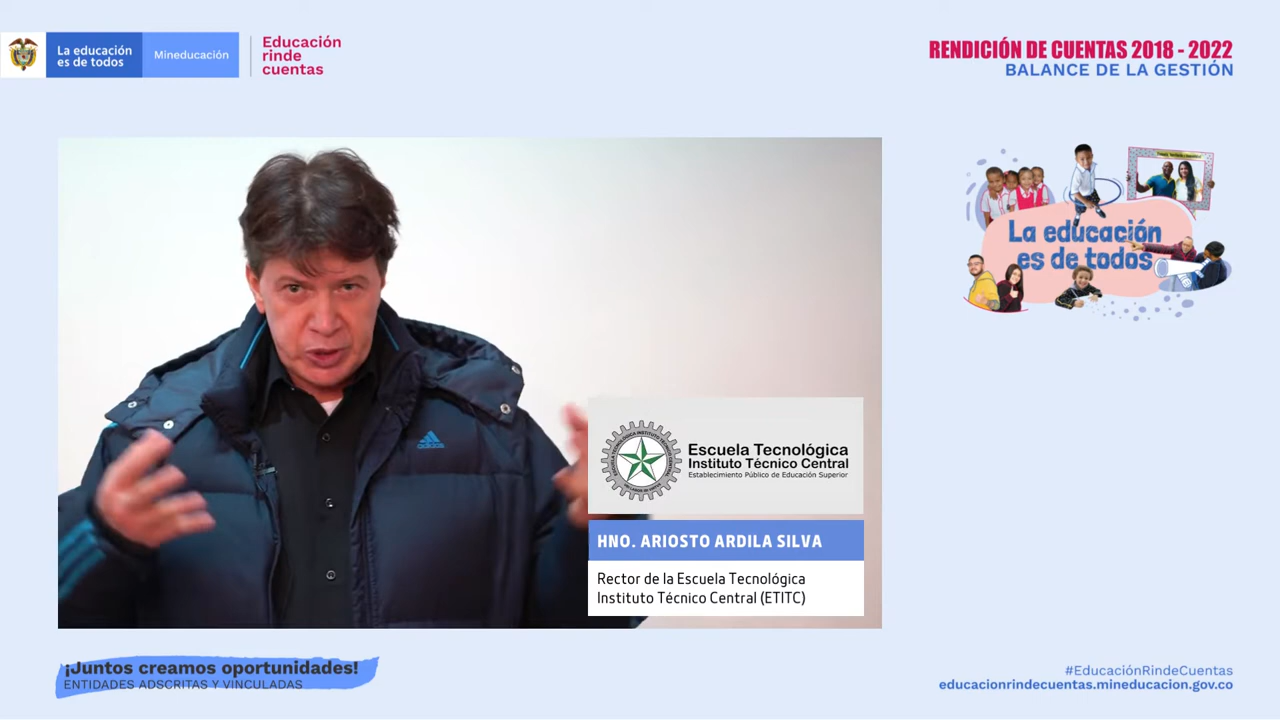 La educación
es de todos
Mineducación
Educación
rinde
cuentas
RENDICIÓN DE CUENTAS 2018 - 2022
BALANCE DE LA GESTIÓN
La educación
es de todos
adidas
Escuela Tecnológica
Instituto Técnico Central
Establecimiento Público de Educación Superior
HNO. ARIOSTO ARDILA SILVA
Rector de la Escuela Tecnológica
Instituto Técnico Central (ETITC)
¡Juntos creamos oportunidades!
ENTIDADES ADSCRITAS Y VINCULADAS
#EducaciónRindeCuentas
educacionrindecuentas.mineducacion.gov.co